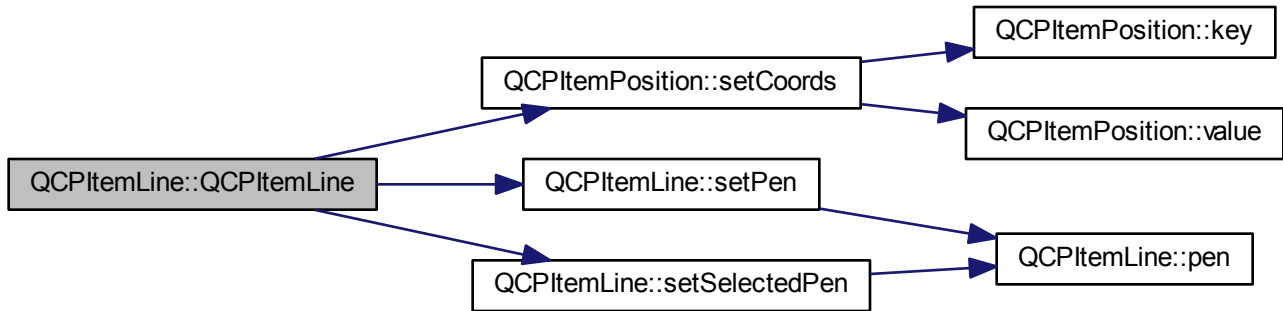 QCPItemLine::QCPItemLine
QCPItemPosition::setCoords
QCPItemLine::setPen
QCPItemLine::setSelectedPen
QCPItemPosition::key
QCPItemPosition::value
QCPItemLine::pen